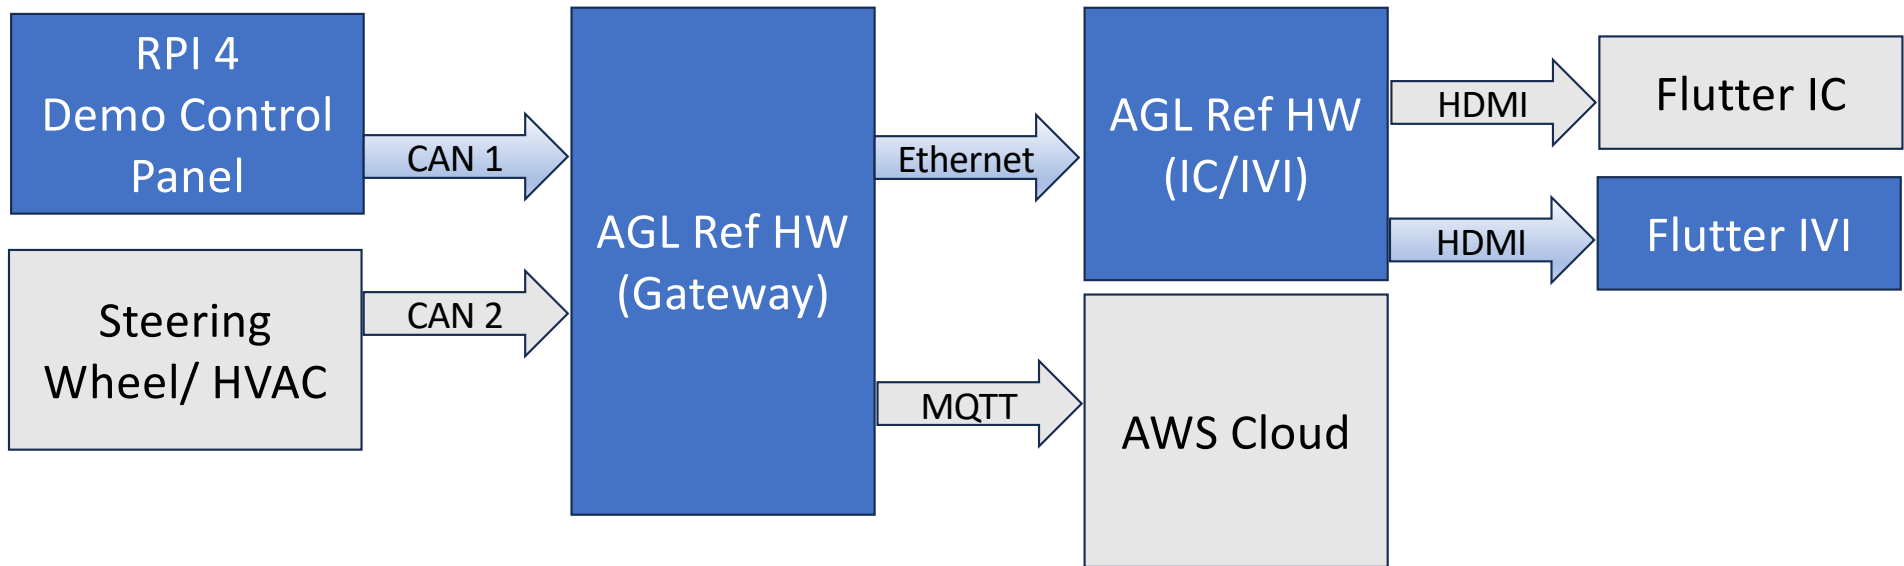 RPI 4
Demo Control
Panel
CAN 1
Steering
Wheel/ HVAC
CAN 2
AGL Ref HW
(Gateway)
Ethernet
MQTT
AGL Ref HW
(IC/IVI)
AWS Cloud
HDMI
Flutter IC
HDMI
Flutter IVI